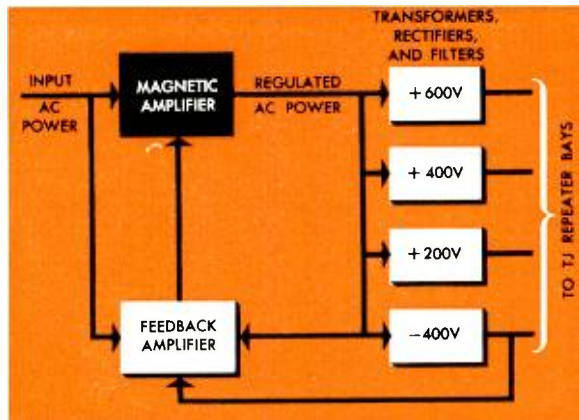 TRANSFORMERS,
RECTIFIERS,
AND FILTERS
INPUT
AC
POWER
MAGNETIC
AMPLIFIER
REGULATED
AC POWER
+600V
+400V
+200V
−400V
FEEDBACK
AMPLIFIER
TO TJ REPEATER BAYS